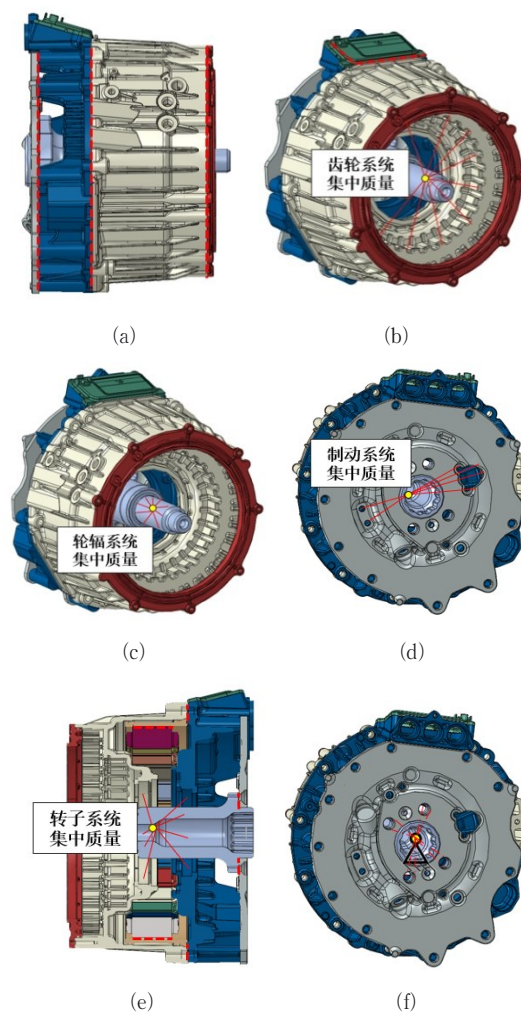 齿轮系统
集中质量
(a)
(b)
轮辐系统
集中质量
制动系统
集中质量
(c)
(d)
转子系统
集中质量
(e)
(f)